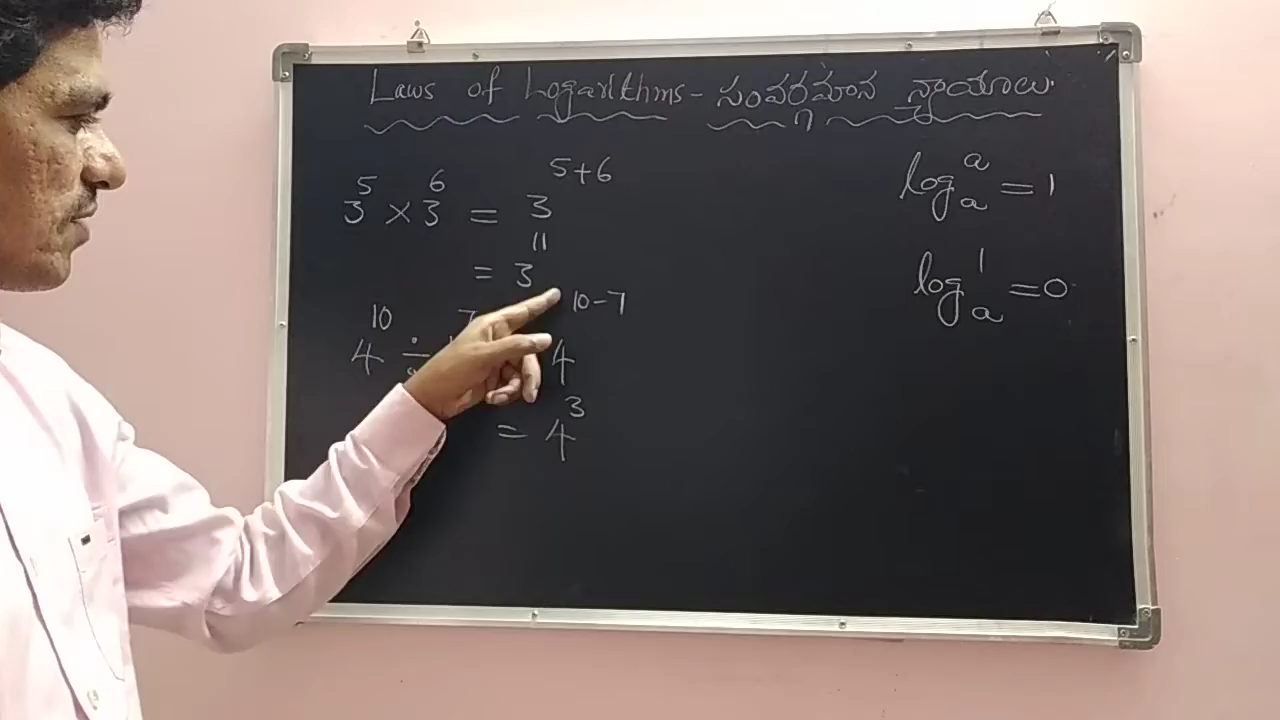 Laws of Logarithms - సంవర్గమాన న్యాయాలు
3^5 × 3^6 = 3^{5+6}
= 3^{11}
4^{10} ÷ 4^{10-7}
= 4^3
log_a^a = 1
log_a^1 = 0